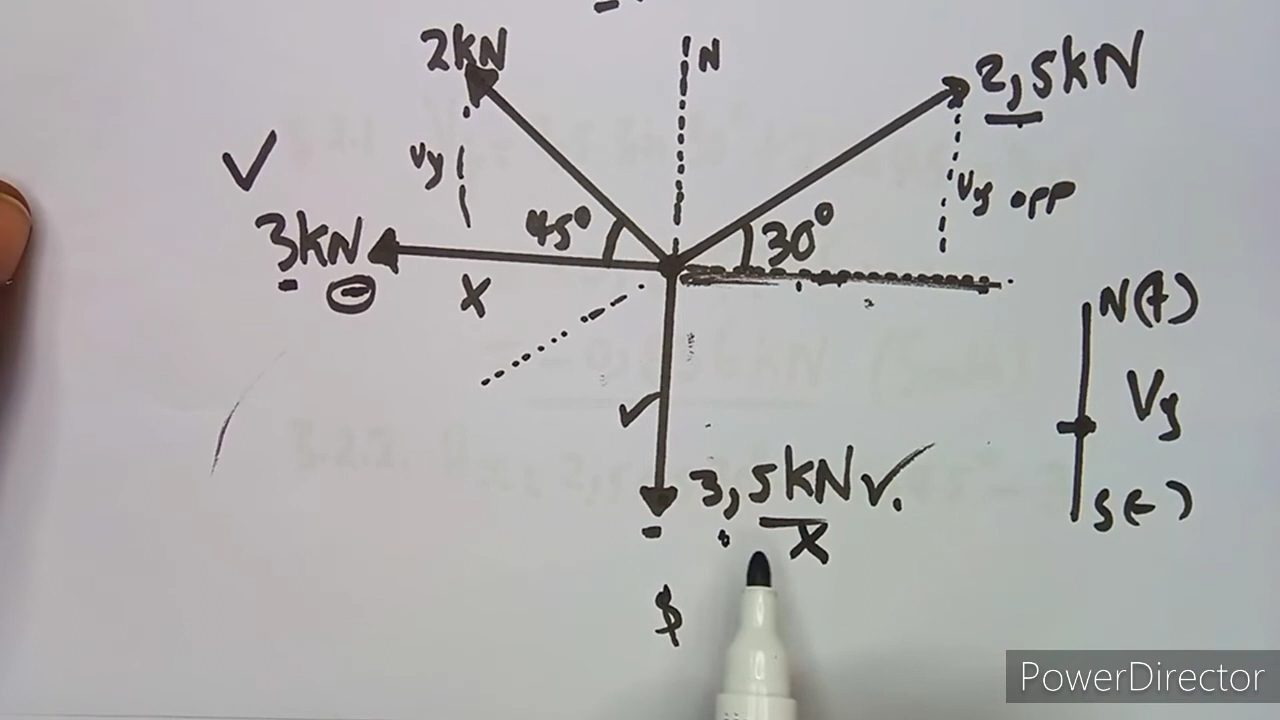 2kN
N
2,5kN
Vy
Vy opp
3kN
45°
30°
X
N(+)
Vy
3,5kN
X
S(-)
S
PowerDirector